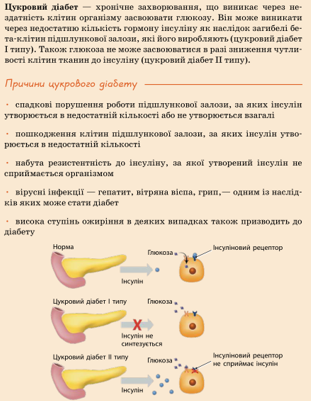 Цукровий діабет — хронічне захворювання, що виникає через не-
здатність клітин організму засвоювати глюкозу. Він може виникати
через недостатню кількість гормону інсуліну як наслідок загибелі бе-
та-клітин підшлункової залози, які його виробляють (цукровий діабет
І типу). Також глюкоза не може засвоюватися в разі зниження чутли-
вості клітин тканин до інсуліну (цукровий діабет ІІ типу).
Причини цукрового діабету
· спадкові порушення роботи підшлункової залози, за яких інсулін
утворюється в недостатній кількості або не утворюється взагалі
· пошкодження клітин підшлункової залози, за яких інсулін утво-
рюється в недостатній кількості
· набута резистентність до інсуліну, за якої утворений інсулін не
сприймається організмом
· вірусні інфекції — гепатит, вітряна віспа, грип,— одним із наслід-
ків яких може стати діабет
· висока ступінь ожиріння в деяких випадках також призводить до
діабету
Норма
Глюкоза
Інсуліновий рецептор
Інсулін
Цукровий діабет І типу
Глюкоза
Інсулін не
синтезується
Цукровий діабет ІІ типу
Глюкоза
Інсуліновий рецептор
не сприймає інсулін
Інсулін